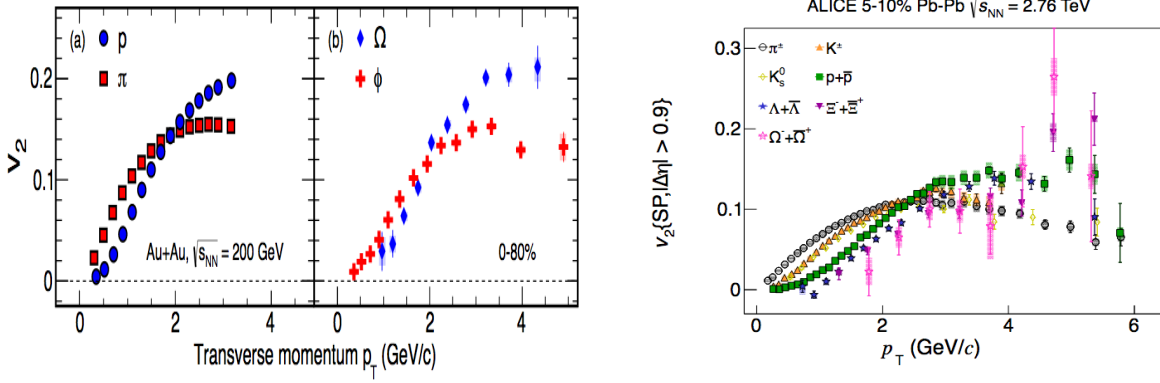 (a) p
π
Au+Au, √sNN = 200 GeV
(b) Ω
ϕ
0-80%
v2
0.2
0.1
0
0 2 4
0 2 4
Transverse momentum pT (GeV/c)
ALICE 5-10% Pb-Pb √sNN = 2.76 TeV
π± K±
K0s p+p̅
Λ+Λ̅ Ξ-+Ξ̅+
Ω-+Ω̅+
v2{SP,|Δη| > 0.9}
0.3
0.2
0.1
0
0 2 4 6
pT (GeV/c)